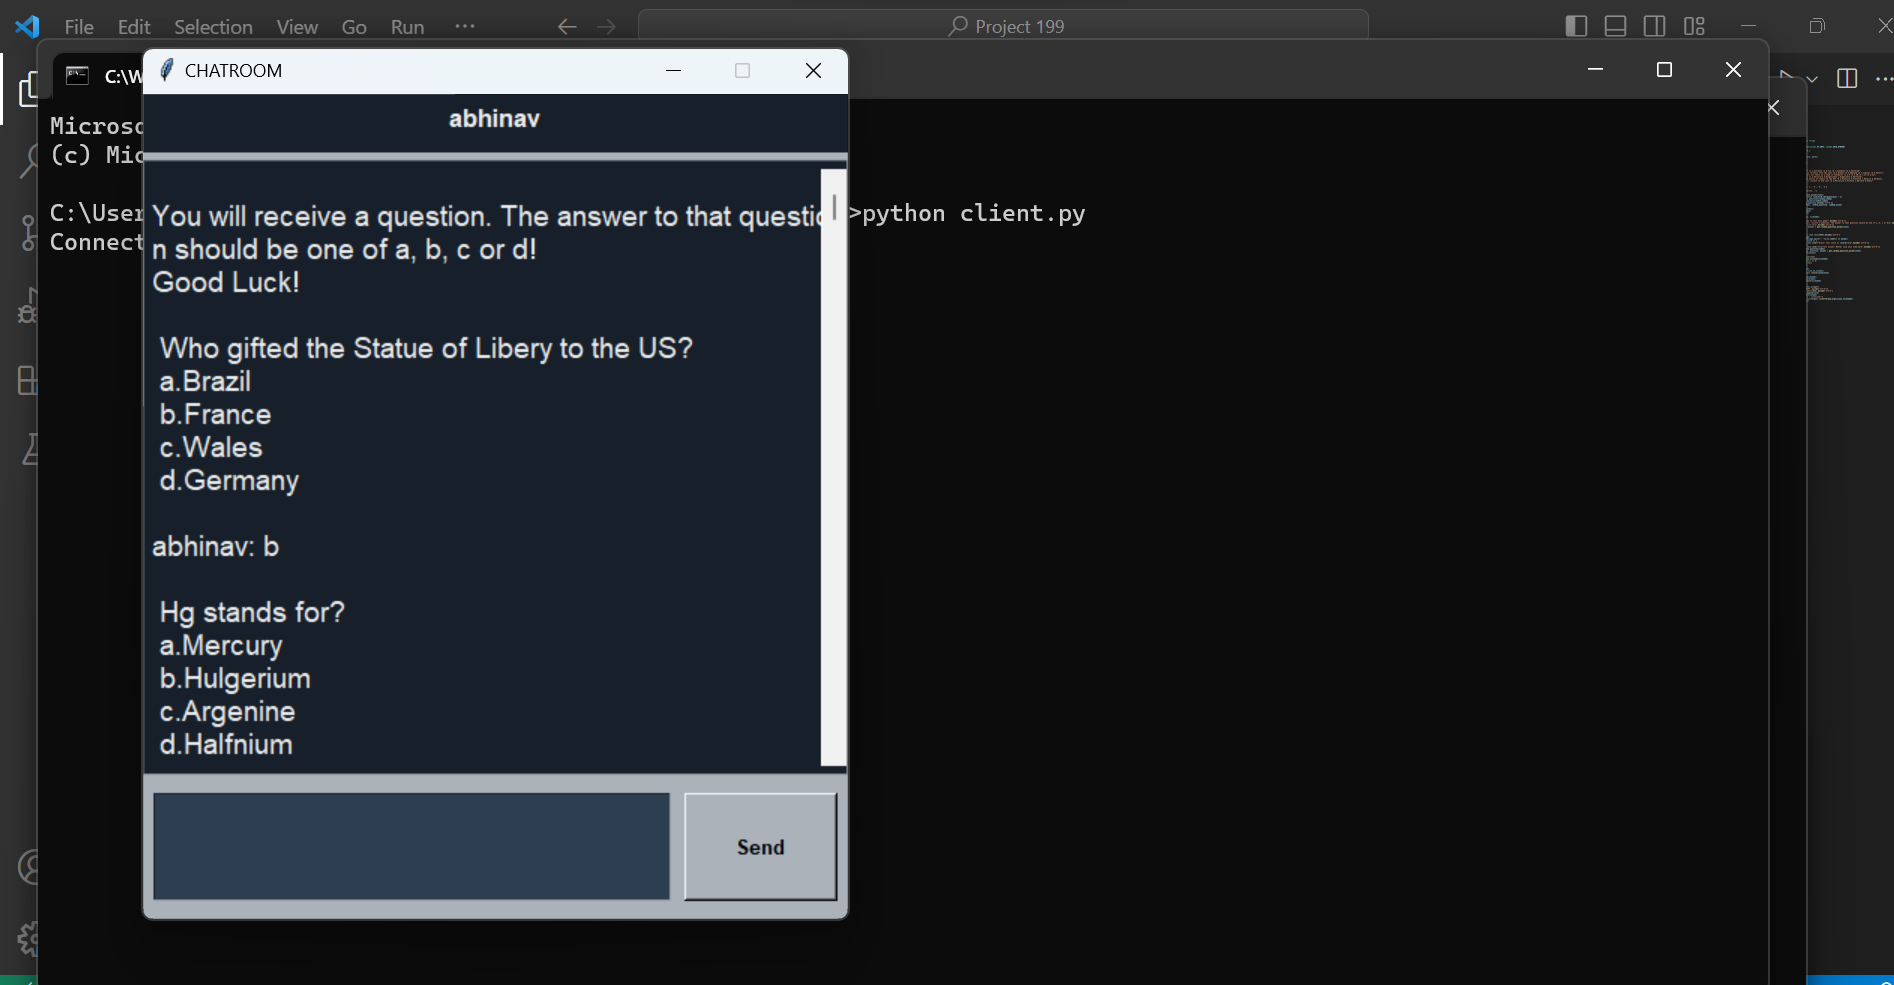 File Edit Selection View Go Run ...
Project 199
C:\W
CHATROOM
Microso
(c) Mic
C:\User
>python client.py
Connect
abhinav
You will receive a question. The answer to that questio
n should be one of a, b, c or d!
Good Luck!
Who gifted the Statue of Libery to the US?
a.Brazil
b.France
c.Wales
d.Germany
abhinav: b
Hg stands for?
a.Mercury
b.Hulgerium
c.Argenine
d.Halfnium
Send